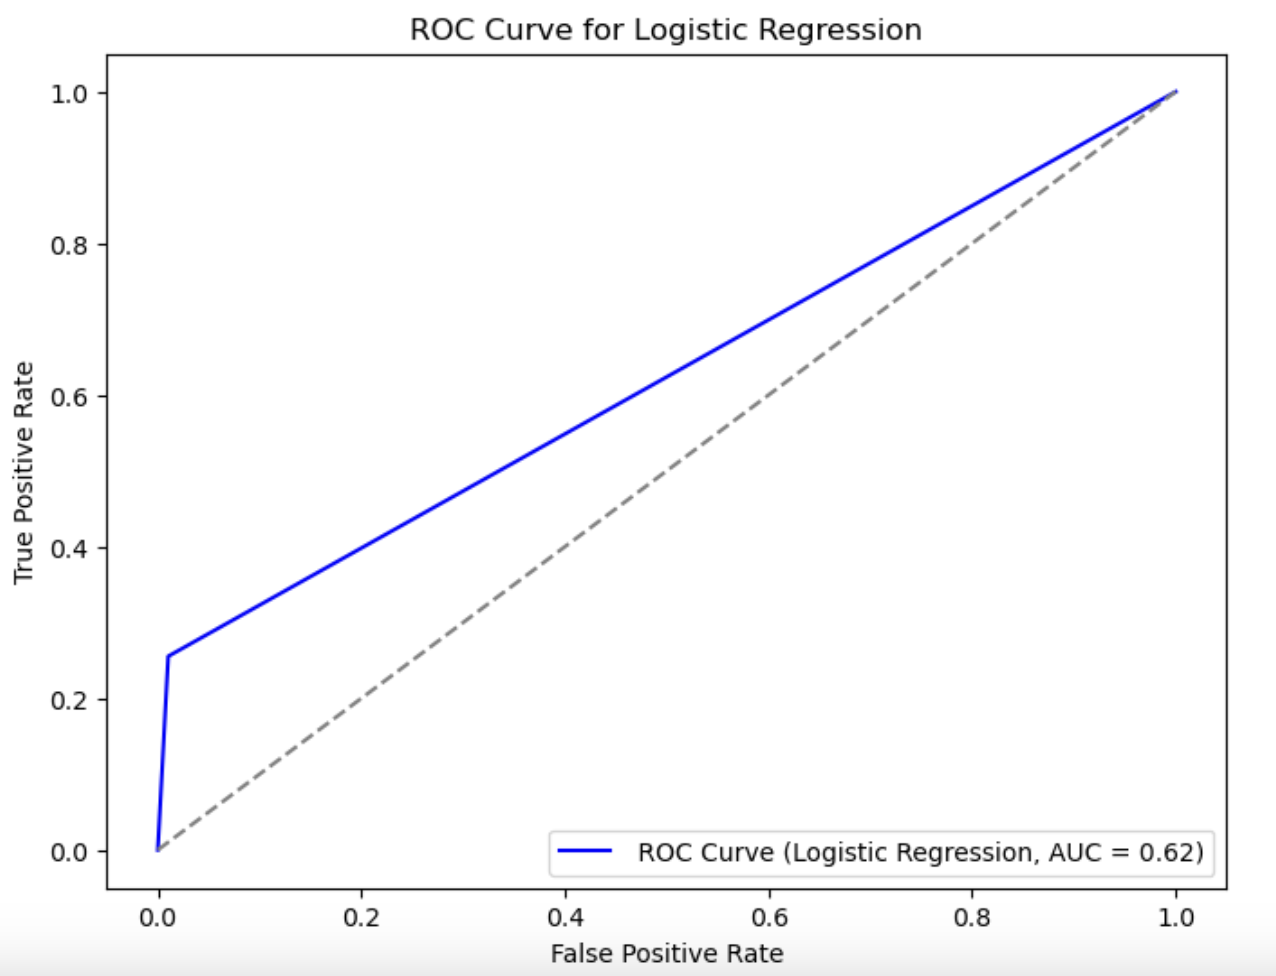 ROC Curve for Logistic Regression
1.0
0.8
0.6
0.4
0.2
0.0
True Positive Rate
ROC Curve (Logistic Regression, AUC = 0.62)
0.0 0.2 0.4 0.6 0.8 1.0
False Positive Rate